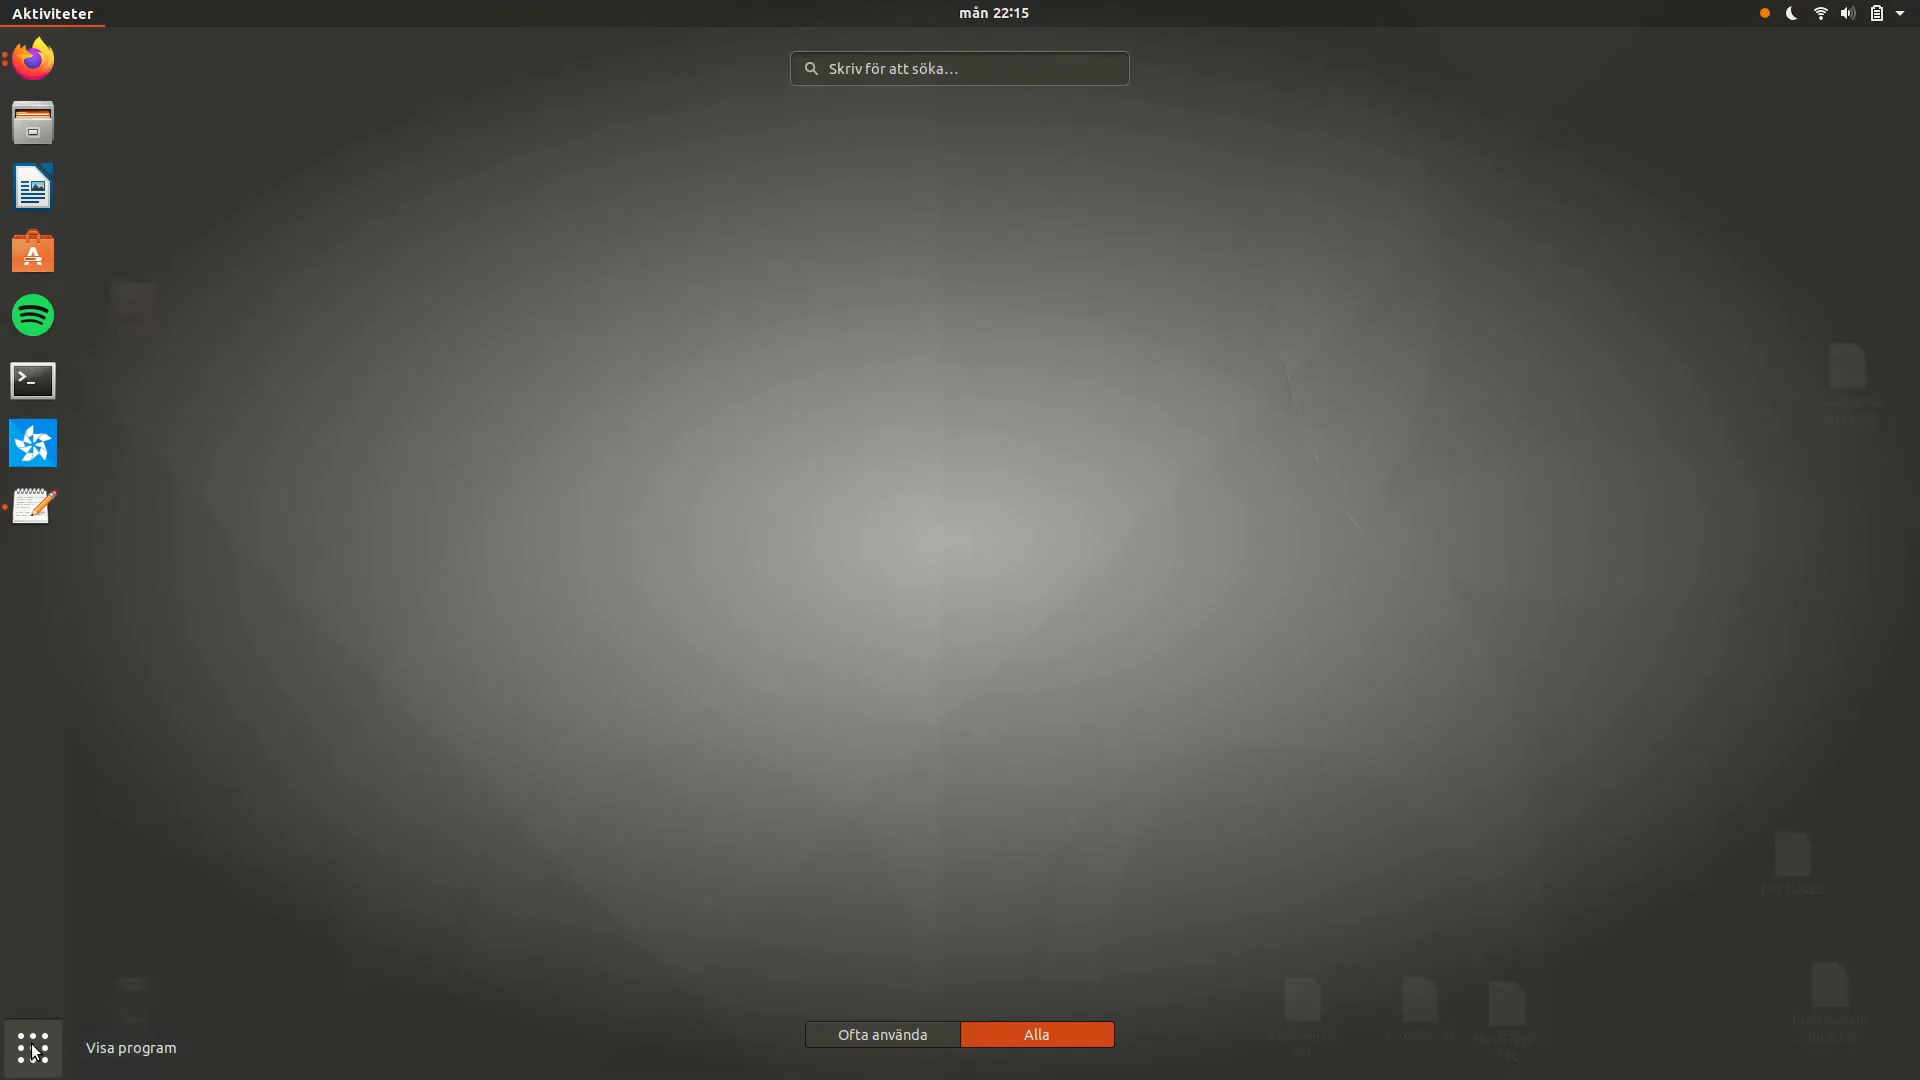 Aktiviteter
mån 22:15
Skriv för att söka...
Ofta använda
Alla
Visa program